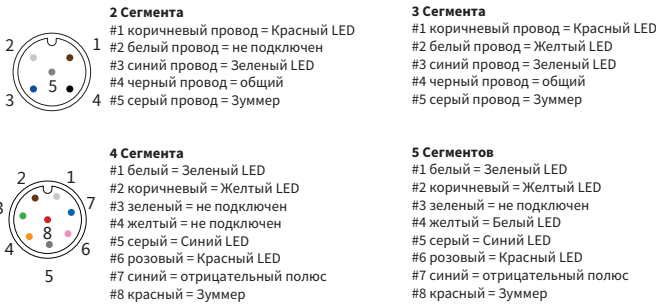 2 Сегмента
#1 коричневый провод = Красный LED
#2 белый провод = не подключен
#3 синий провод = Зеленый LED
#4 черный провод = общий
#5 серый провод = Зуммер
2
1
5
3
4
3 Сегмента
#1 коричневый провод = Красный LED
#2 белый провод = Желтый LED
#3 синий провод = Зеленый LED
#4 черный провод = общий
#5 серый провод = Зуммер
4 Сегмента
#1 белый = Зеленый LED
#2 коричневый = Желтый LED
#3 зеленый = не подключен
#4 желтый = не подключен
#5 серый = Синий LED
#6 розовый = Красный LED
#7 синий = отрицательный полюс
#8 красный = Зуммер
2
1
3
7
8
4
6
5
5 Сегментов
#1 белый = Зеленый LED
#2 коричневый = Желтый LED
#3 зеленый = не подключен
#4 желтый = Белый LED
#5 серый = Синий LED
#6 розовый = Красный LED
#7 синий = отрицательный полюс
#8 красный = Зуммер